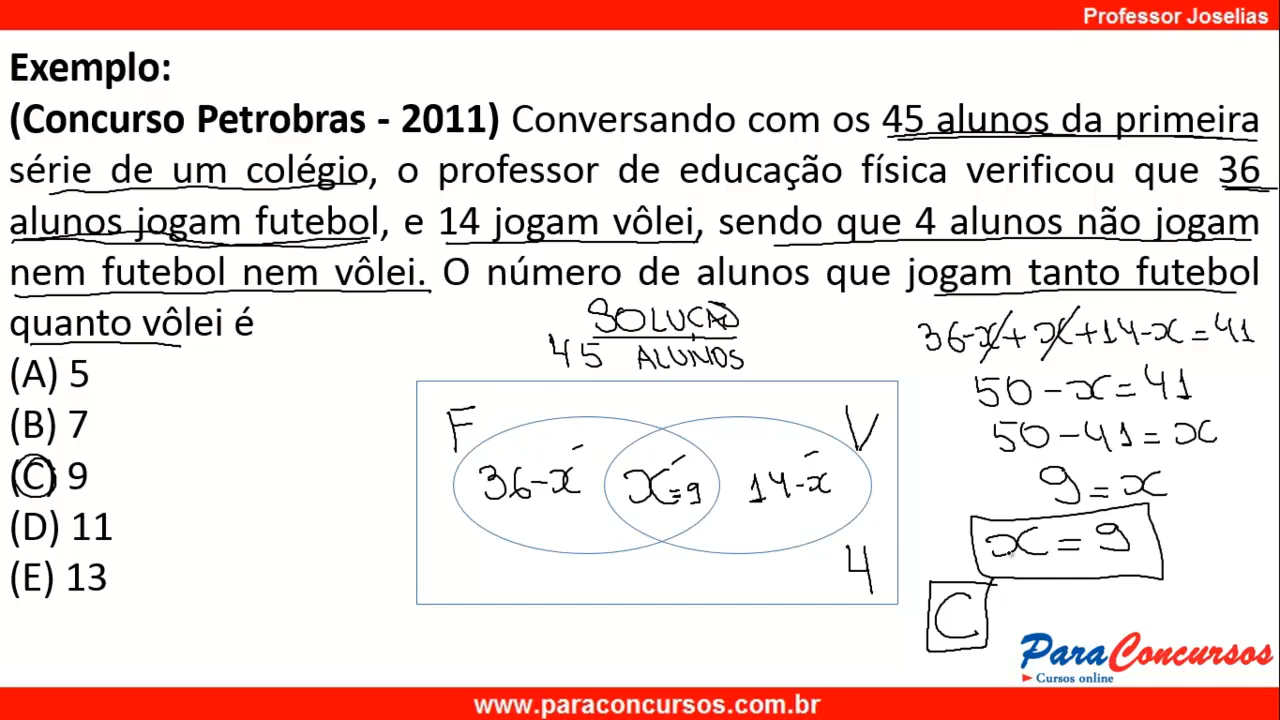 Professor Joselias
Exemplo:
(Concurso Petrobras - 2011) Conversando com os 45 alunos da primeira
série de um colégio, o professor de educação física verificou que 36
alunos jogam futebol, e 14 jogam vôlei, sendo que 4 alunos não jogam
nem futebol nem vôlei. O número de alunos que jogam tanto futebol
quanto vôlei é
(A) 5
(B) 7
(C) 9
(D) 11
(E) 13
SOLUÇÃO
45 ALUNOS
F
V
36-x
x=9
14-x
4
36-x+x+14-x=41
50-x=41
50-41=x
9=x
x=9
C
ParaConcursos
Cursos online
www.paraconcursos.com.br